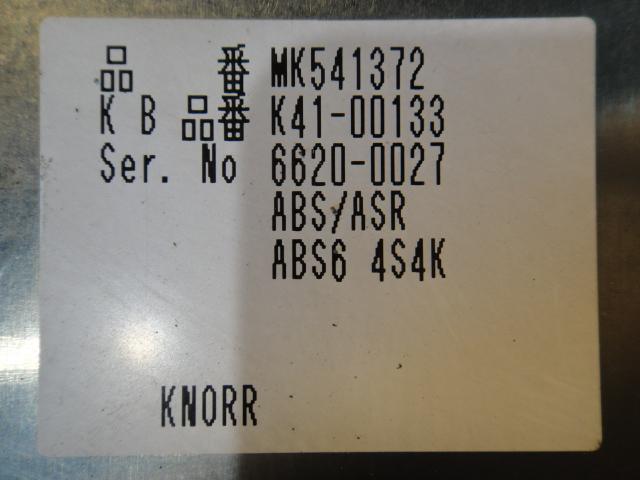 品 番 MK541372
K B 品番 K41-00133
Ser. No 6620-0027
ABS/ASR
ABS6 4S4K
KNORR